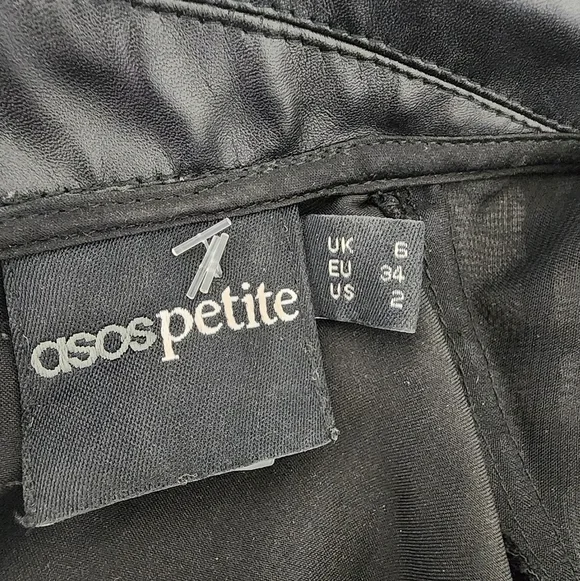 asos petite
UK 6
EU 34
US 2